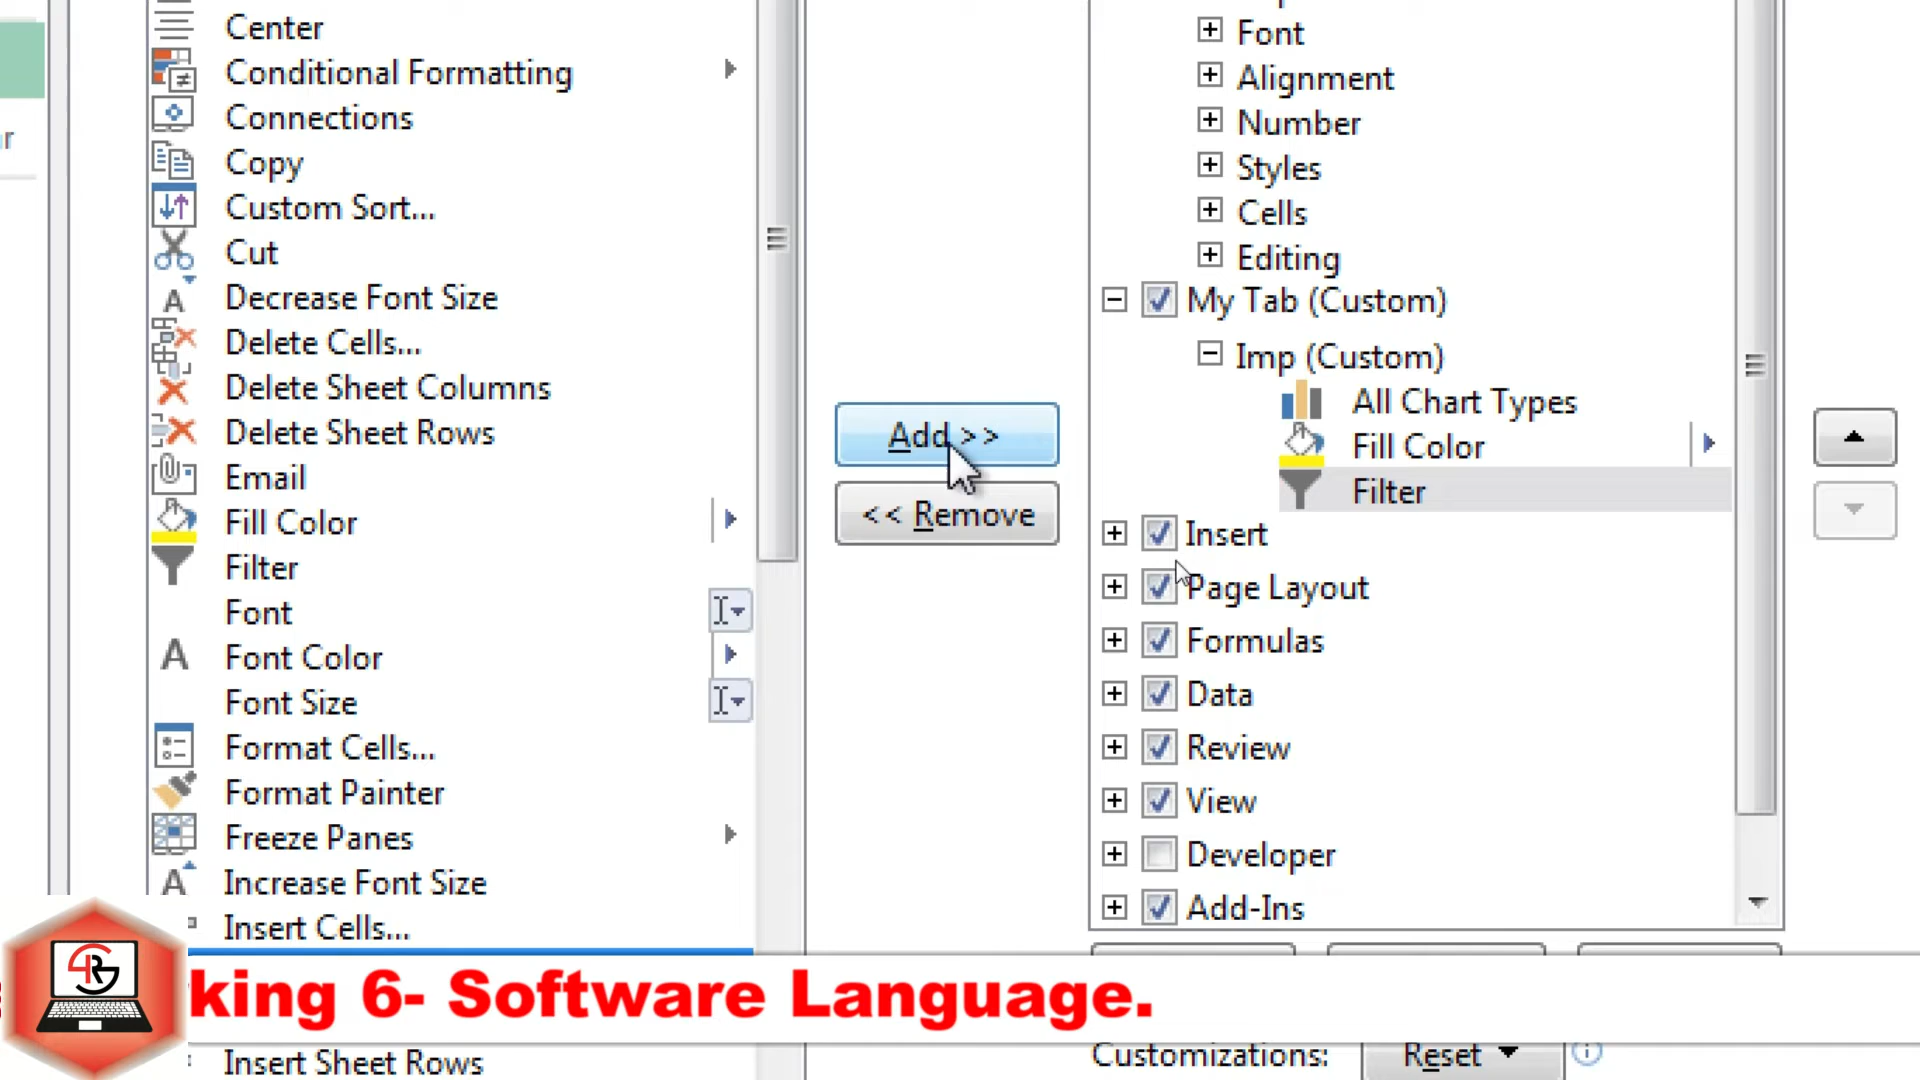 r
Center
Conditional Formatting
Connections
Copy
Custom Sort...
Cut
Decrease Font Size
Delete Cells...
Delete Sheet Columns
Delete Sheet Rows
Email
Fill Color
Filter
Font
Font Color
Font Size
Format Cells...
Format Painter
Freeze Panes
Increase Font Size
Insert Cells...
Insert Sheet Rows
Add >>
<< Remove
Font
Alignment
Number
Styles
Cells
Editing
My Tab (Custom)
Imp (Custom)
All Chart Types
Fill Color
Filter
Insert
Page Layout
Formulas
Data
Review
View
Developer
Add-Ins
Customizations:
Reset
king 6- Software Language.